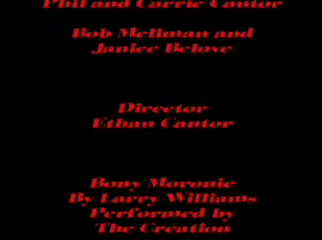 Phil and Carrie Cantor
Bob Mellman and
Janice Belove
Director
Ethan Cantor
Bony Moronie
By Larry Williams
Performed by
The Creation